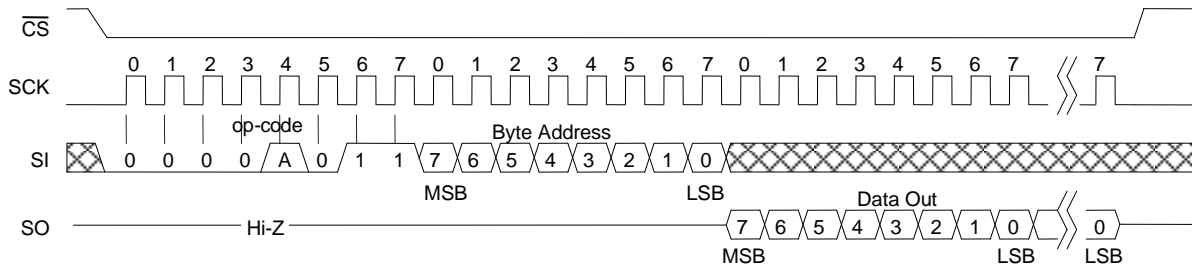 CS
0 1 2 3 4 5 6 7 0 1 2 3 4 5 6 7 0 1 2 3 4 5 6 7 7
SCK
op-code Byte Address
SI 0 0 0 0 A 0 1 1 7 6 5 4 3 2 1 0
MSB LSB
Data Out
SO Hi-Z 7 6 5 4 3 2 1 0 0
MSB LSB LSB